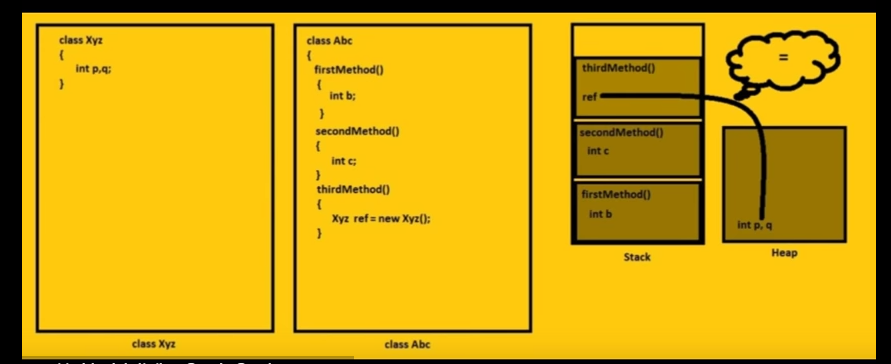 class Xyz
{
int p,q;
}
class Xyz
class Abc
{
firstMethod()
{
int b;
}
secondMethod()
{
int c;
}
thirdMethod()
{
Xyz ref = new Xyz();
}
class Abc
thirdMethod()
ref
secondMethod()
int c
firstMethod()
int b
Stack
=
int p, q
Heap